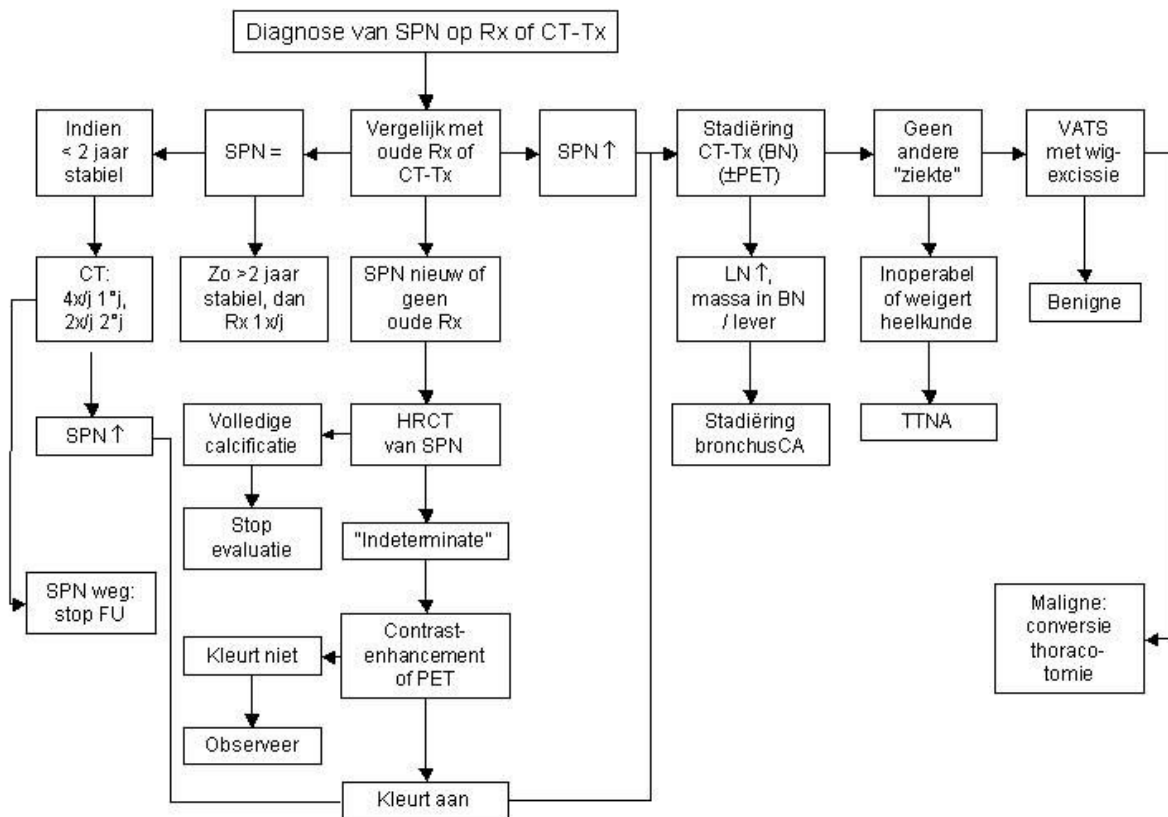 Diagnose van SPN op Rx of CT-Tx
Indien
< 2 jaar
stabiel
SPN =
Vergelijk met
oude Rx of
CT-Tx
SPN ↑
Stadiëring
CT-Tx (BN)
(±PET)
Geen
andere
"ziekte"
VATS
met wig-
excissie
CT:
4x/j 1°j,
2x/j 2°j
Zo >2 jaar
stabiel, dan
Rx 1x/j
SPN nieuw of
geen
oude Rx
LN ↑,
massa in BN
/ lever
Inoperabel
of weigert
heelkunde
Benigne
SPN ↑
Volledige
calcificatie
HRCT
van SPN
Stadiëring
bronchusCA
TTNA
Stop
evaluatie
"Indeterminate"
SPN weg:
stop FU
Kleurt niet
Contrast-
enhancement
of PET
Maligne:
conversie
thoraco-
tomie
Observeer
Kleurt aan